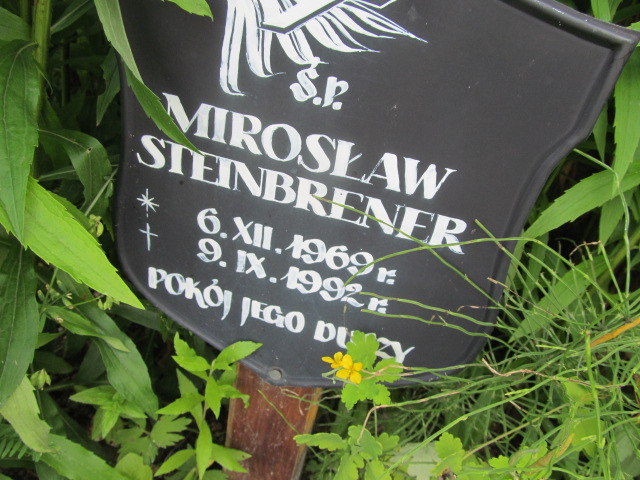 Ś.P.
MIROSŁAW
STEINBRENER
* 6.XII.1969 r.
† 9.IX.1992 r.
POKÓJ JEGO DUSZY